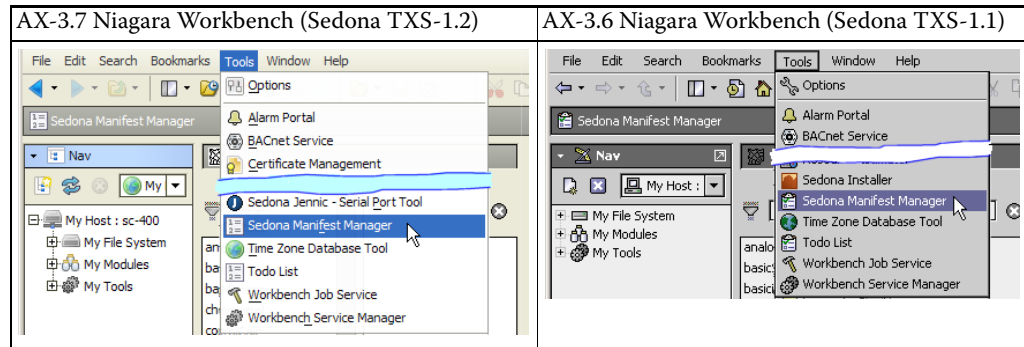 AX-3.7 Niagara Workbench (Sedona TXS-1.2)
File Edit Search Bookmarks Tools Window Help
Options
Sedona Manifest Manager
Alarm Portal
BACnet Service
Nav
Certificate Management
My
Sedona Jennic - Serial Port Tool
My Host : sc-400
Sedona Manifest Manager
My File System
Time Zone Database Tool
My Modules
Todo List
My Tools
Workbench Job Service
Workbench Service Manager
AX-3.6 Niagara Workbench (Sedona TXS-1.1)
File Edit Search Bookmarks Tools Window Help
Options
Sedona Manifest Manager
Alarm Portal
BACnet Service
Nav
My Host :
Sedona Installer
My File System
Sedona Manifest Manager
My Modules
Time Zone Database Tool
My Tools
Todo List
Workbench Job Service
Workbench Service Manager